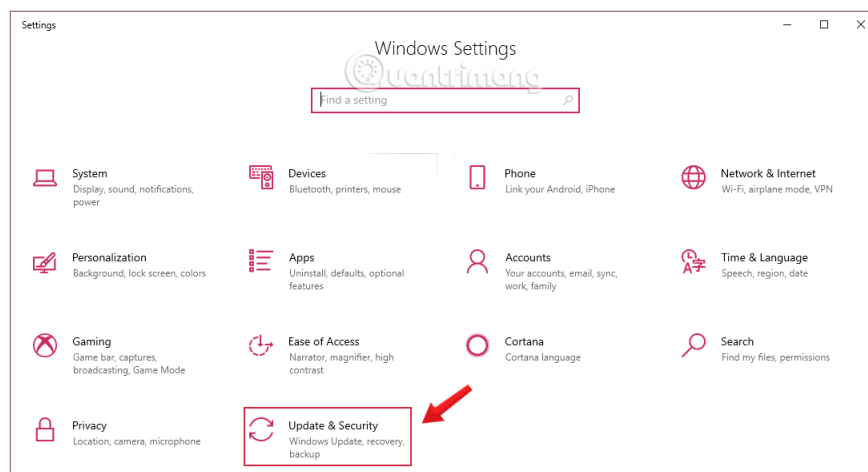 Settings
Windows Settings
Quantrimang
Find a setting
System
Display, sound, notifications,
power
Devices
Bluetooth, printers, mouse
Phone
Link your Android, iPhone
Network & Internet
Wi-Fi, airplane mode, VPN
Personalization
Background, lock screen, colors
Apps
Uninstall, defaults, optional
features
Accounts
Your accounts, email, sync,
work, family
Time & Language
Speech, region, date
Gaming
Game bar, captures,
broadcasting, Game Mode
Ease of Access
Narrator, magnifier, high
contrast
Cortana
Cortana language
Search
Find my files, permissions
Privacy
Location, camera, microphone
Update & Security
Windows Update, recovery,
backup